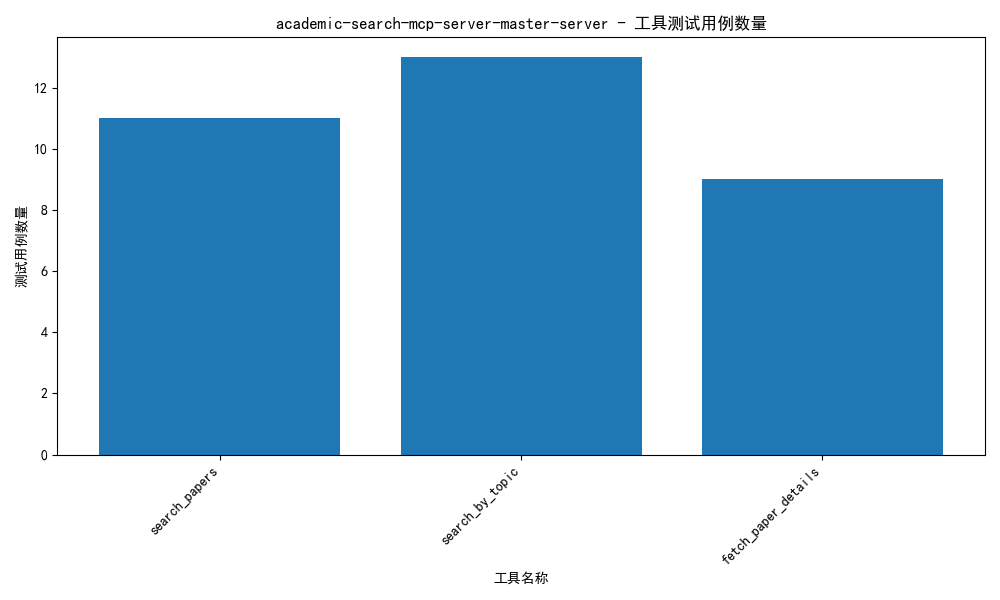 academic-search-mcp-server-master-server - 工具测试用例数量
测试用例数量
12
10
8
6
4
2
0
search_papers
search_by_topic
fetch_paper_details
工具名称